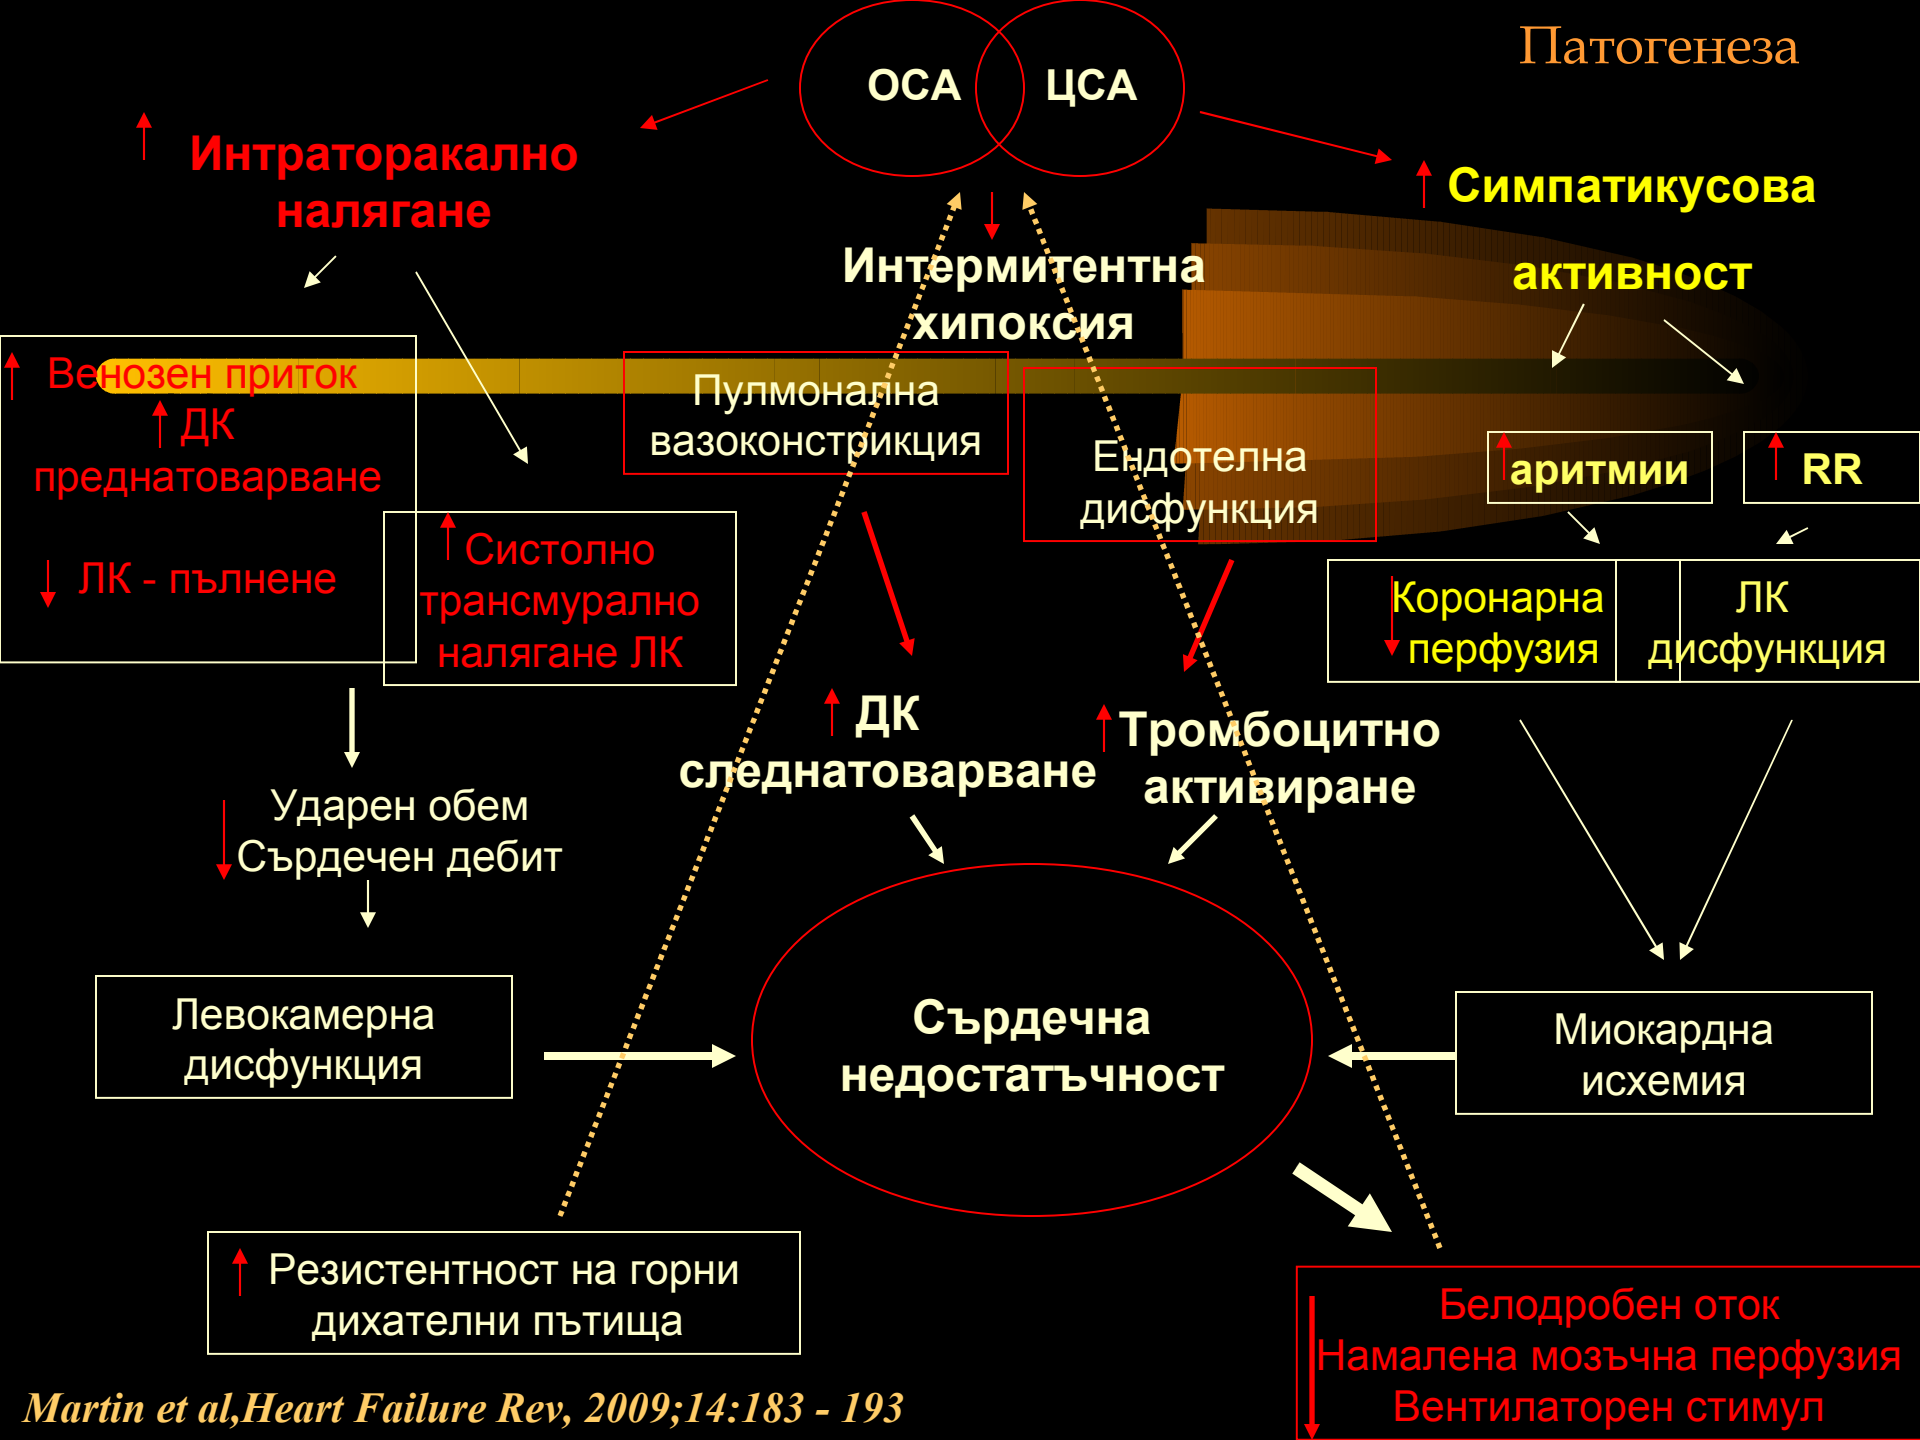 Патогенеза
ОСА
ЦСА
Интраторакално
налягане
Симпатикусова
активност
Интермитентна
хипоксия
Венозен приток
ДК
преднатоварване
ЛК - пълнене
Систолно
трансмурално
налягане ЛК
Пулмонална
вазоконстрикция
Ендотелна
дисфункция
аритмии
RR
Коронарна
перфузия
ЛК
дисфункция
ДК
следнатоварване
Тромбоцитно
активиране
Ударен обем
Сърдечен дебит
Левокамерна
дисфункция
Сърдечна
недостатъчност
Миокардна
исхемия
Резистентност на горни
дихателни пътища
Белодробен оток
Намалена мозъчна перфузия
Вентилаторен стимул
Martin et al,Heart Failure Rev, 2009;14:183 - 193